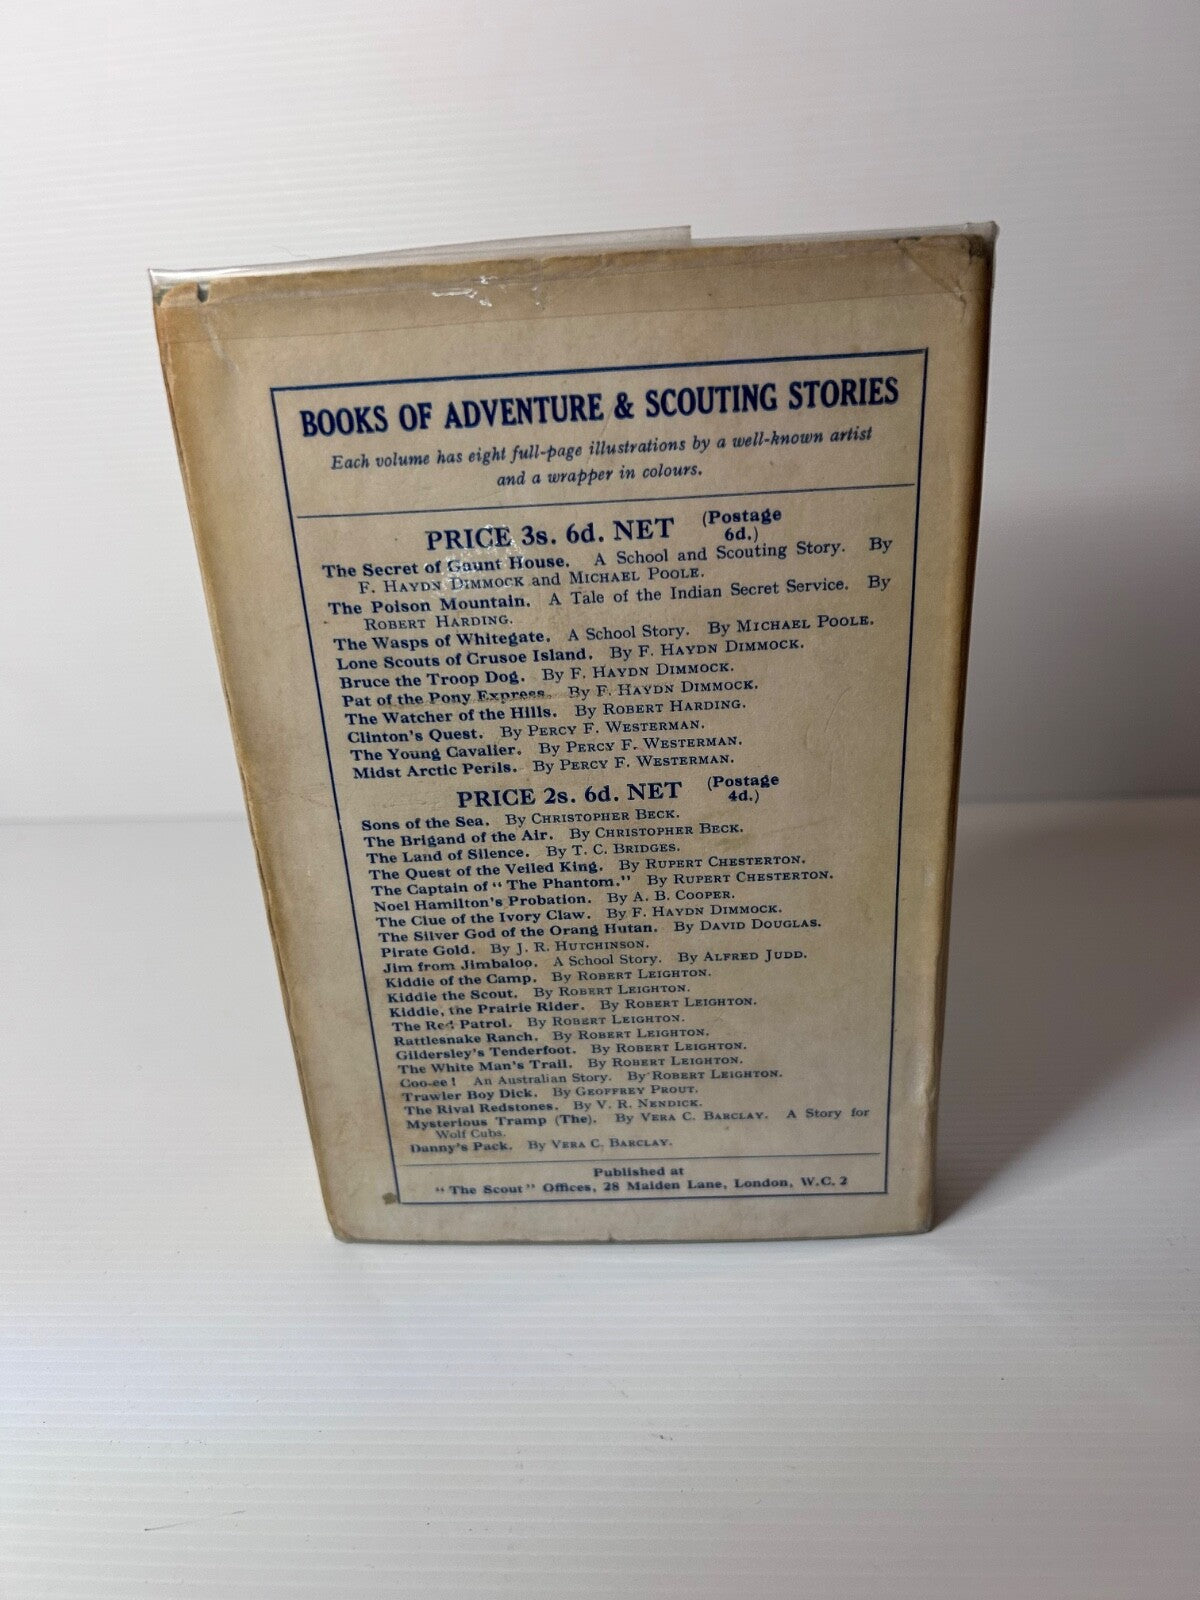 BOOKS OF ADVENTURE & SCOUTING STORIES
Each volume has eight full-page illustrations by a well-known artist
and a wrapper in colours.
PRICE 3s. 6d. NET (Postage 6d.)
The Secret of Gaunt House. A School and Scouting Story. By
F. HAYDN DIMMOCK and MICHAEL POOLE.
The Poison Mountain. A Tale of the Indian Secret Service. By
ROBERT HARDING.
The Wasps of Whitegate. A School Story. By MICHAEL POOLE.
Lone Scouts of Crusoe Island. By F. HAYDN DIMMOCK.
Bruce the Troop Dog. By F. HAYDN DIMMOCK.
Pat of the Pony Express. By F. HAYDN DIMMOCK.
The Watcher of the Hills. By ROBERT HARDING.
Clinton's Quest. By PERCY F. WESTERMAN.
The Young Cavalier. By PERCY F. WESTERMAN.
Midst Arctic Perils. By PERCY F. WESTERMAN.
PRICE 2s. 6d. NET (Postage 4d.)
Sons of the Sea. By CHRISTOPHER BECK.
The Brigand of the Air. By CHRISTOPHER BECK.
The Land of Silence. By T. C. BRIDGES.
The Quest of the Veiled King. By RUPERT CHESTERTON.
The Captain of "The Phantom." By RUPERT CHESTERTON.
Noel Hamilton's Probation. By A. B. COOPER.
The Clue of the Ivory Claw. By F. HAYDN DIMMOCK.
The Silver God of the Orang Hutan. By DAVID DOUGLAS.
Pirate Gold. By J. R. HUTCHINSON.
Jim from Jimbaloo. A School Story. By ALFRED JUDD.
Kiddie of the Camp. By ROBERT LEIGHTON.
Kiddie the Scout. By ROBERT LEIGHTON.
Kiddie, the Prairie Rider. By ROBERT LEIGHTON.
The Red Patrol. By ROBERT LEIGHTON.
Rattlesnake Ranch. By ROBERT LEIGHTON.
Gildersley's Tenderfoot. By ROBERT LEIGHTON.
The White Man's Trail. By ROBERT LEIGHTON.
Coo-ee! An Australian Story. By ROBERT LEIGHTON.
Trawler Boy Dick. By GEOFFREY PROUT.
The Rival Redstones. By V. R. NENDICK.
Mysterious Tramp (The). By VERA C. BARCLAY. A Story for
Wolf Cubs.
Danny's Pack. By VERA C. BARCLAY.
Published at
"The Scout" Offices, 28 Maiden Lane, London, W.C. 2